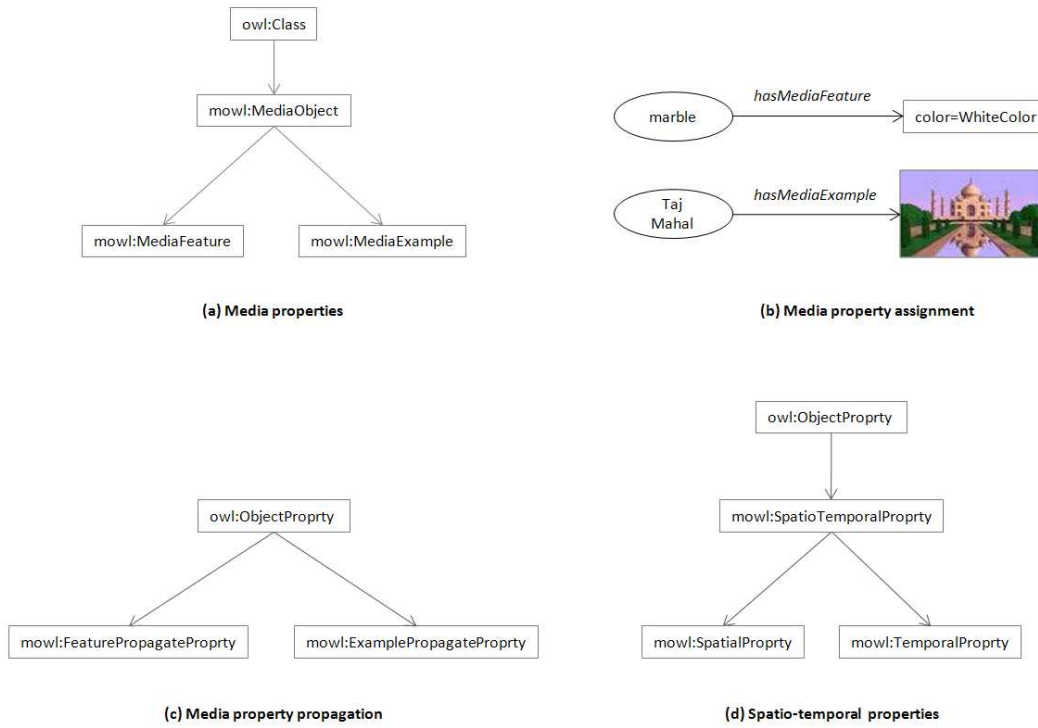 owl:Class
mowl:MediaObject
mowl:MediaFeature
mowl:MediaExample
(a) Media properties
hasMediaFeature
marble
color=WhiteColor
hasMediaExample
Taj
Mahal
(b) Media property assignment
owl:ObjectProprty
mowl:FeaturePropagateProprty
mowl:ExamplePropagateProprty
(c) Media property propagation
owl:ObjectProprty
mowl:SpatioTemporalProprty
mowl:SpatialProprty
mowl:TemporalProprty
(d) Spatio-temporal properties